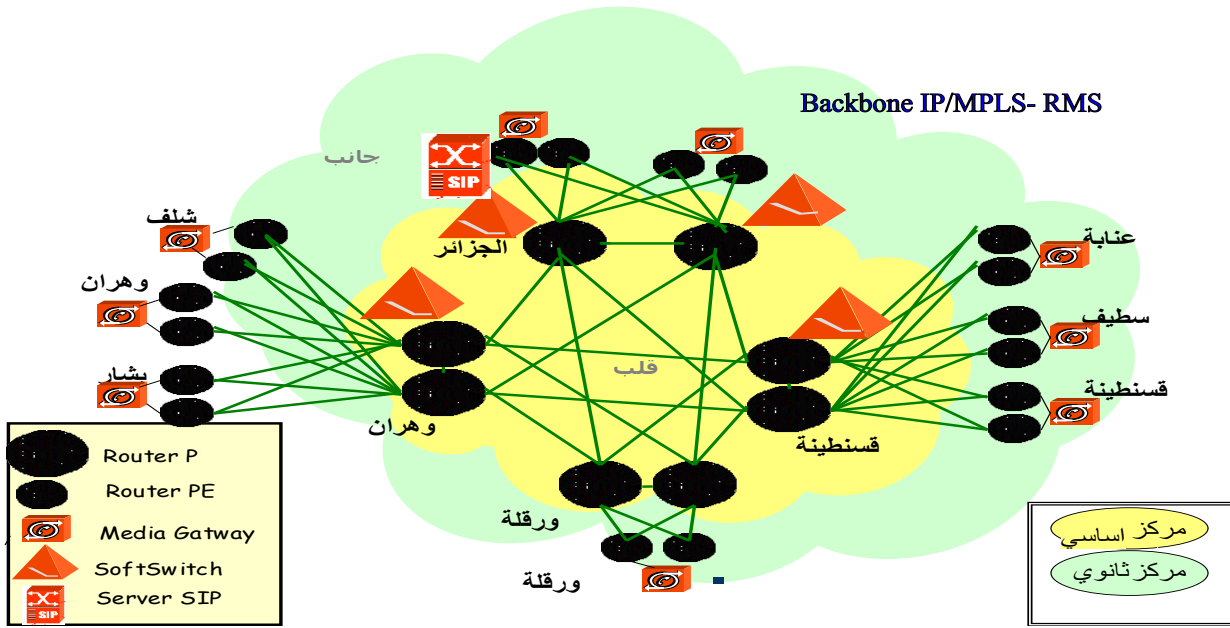 Backbone IP/MPLS- RMS
جانب
SIP
شلف
الجزائر
عنابة
وهران
سطيف
قلب
بشار
قسنطينة
وهران
قسنطينة
Router P
Router PE
ورقلة
Media Gatway
مركز اساسي
SoftSwitch
مركز ثانوي
ورقلة
Server SIP
SIP